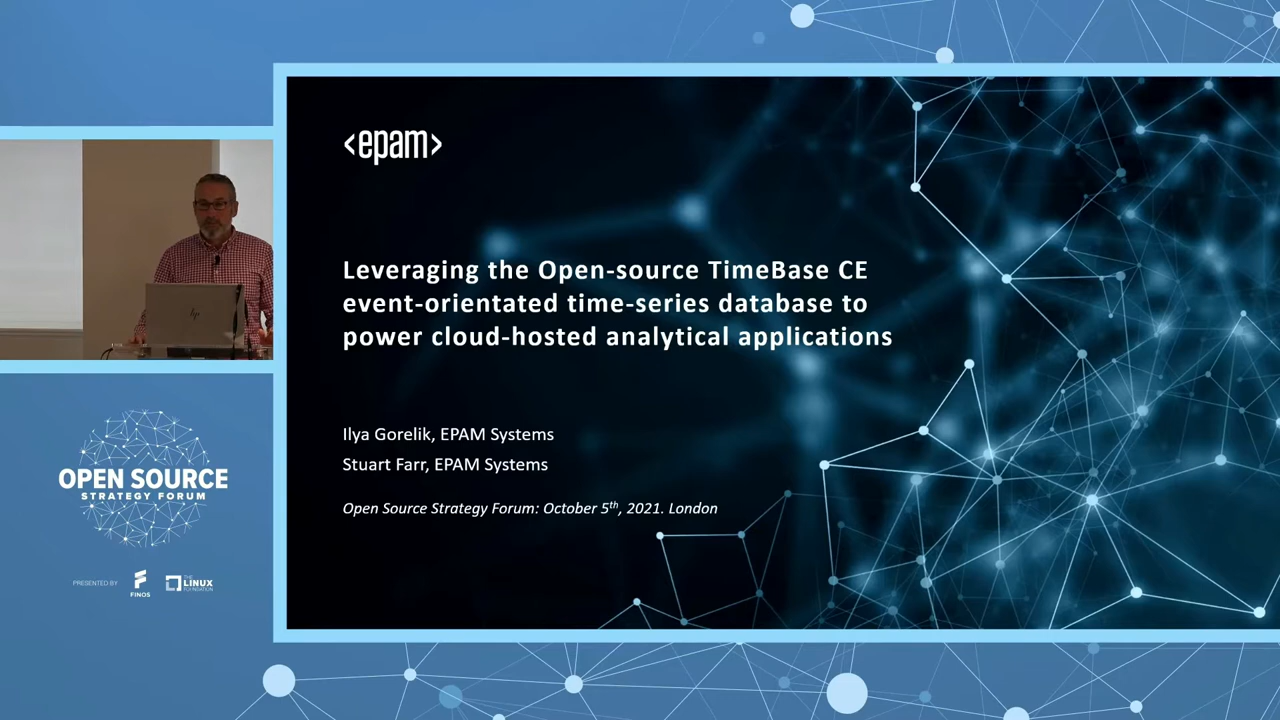 <epam>
Leveraging the Open-source TimeBase CE
event-orientated time-series database to
power cloud-hosted analytical applications
Ilya Gorelik, EPAM Systems
Stuart Farr, EPAM Systems
Open Source Strategy Forum: October 5th, 2021. London
hp
OPEN SOURCE
STRATEGY FORUM
PRESENTED BY
FINOS
THE
LINUX
FOUNDATION